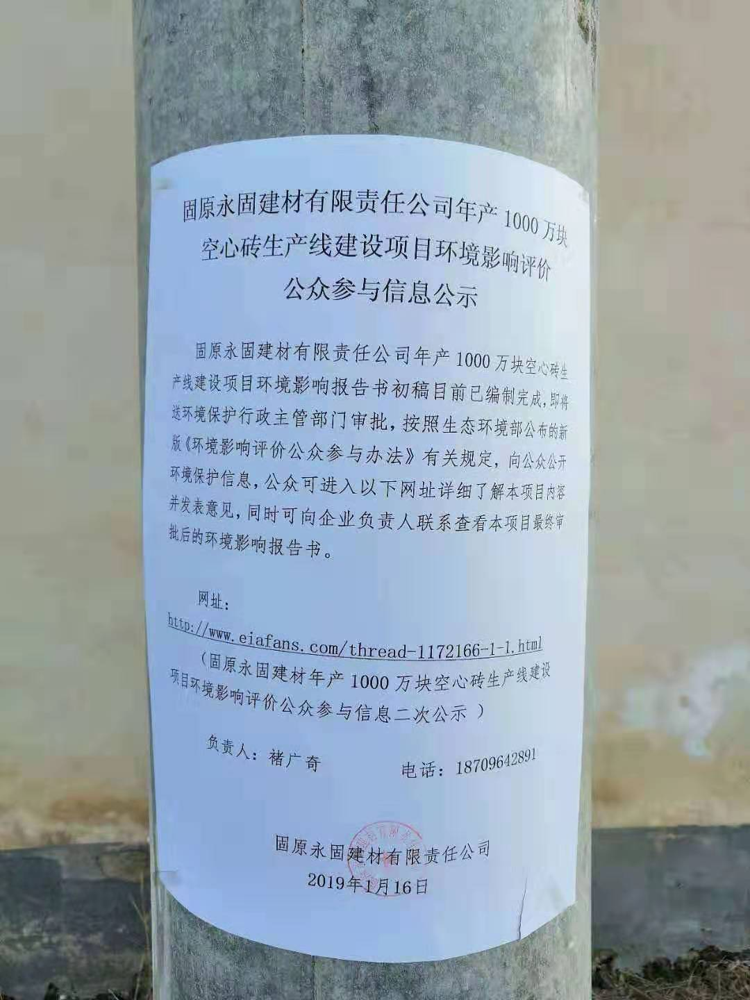 固原永固建材有限责任公司年产1000万块
空心砖生产线建设项目环境影响评价
公众参与信息公示
固原永固建材有限责任公司年产1000万块空心砖生
产线建设项目环境影响报告书初稿目前已编制完成,即将
送环境保护行政主管部门审批,按照生态环境部公布的新
版《环境影响评价公众参与办法》有关规定,向公众公开
环境保护信息,公众可进入以下网址详细了解本项目内容
并发表意见,同时可向企业负责人联系查看本项目最终审
批后的环境影响报告书。
网址:
http://www.eiafans.com/thread-1172166-1-1.html
(固原永固建材年产1000万块空心砖生产线建设
项目环境影响评价公众参与信息二次公示)
负责人:褚广奇 电话:18709642891
固原永固建材有限责任公司
2019年1月16日